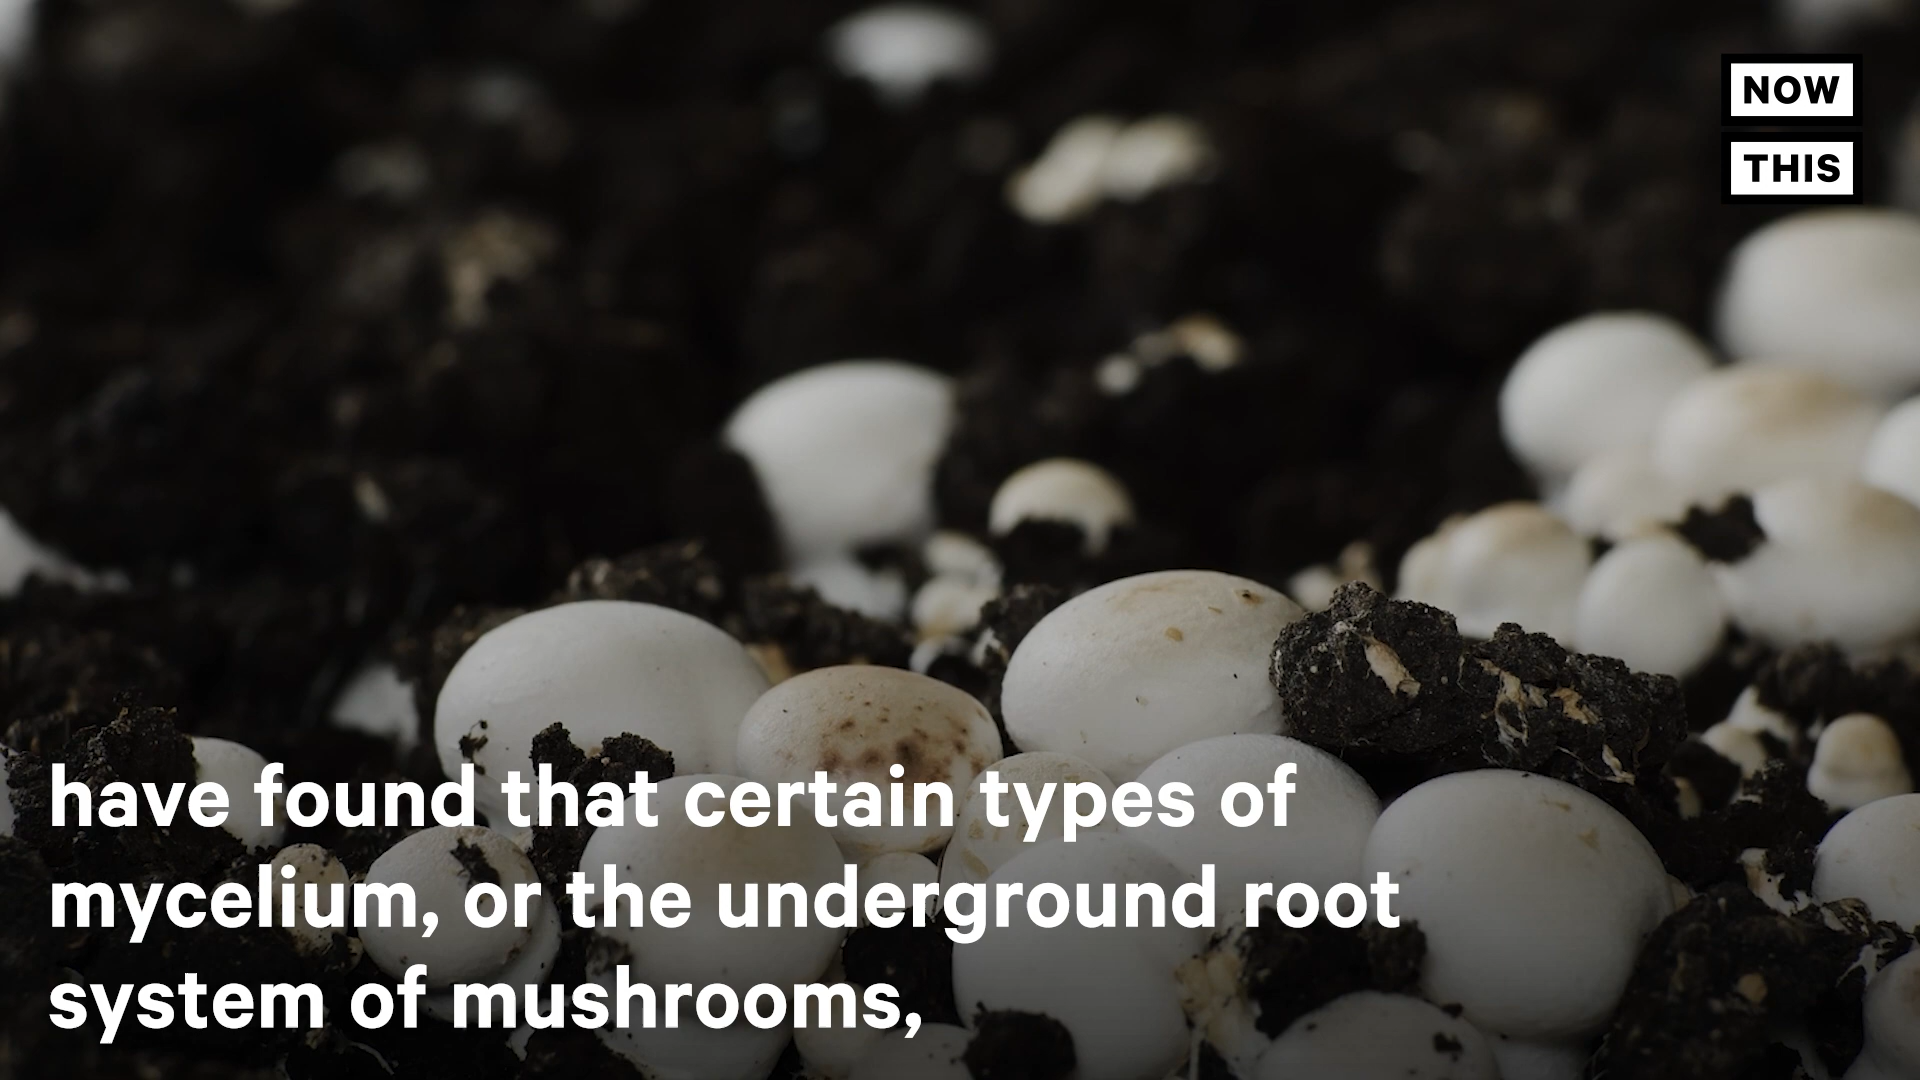 NOW
THIS
have found that certain types of
mycelium, or the underground root
system of mushrooms,